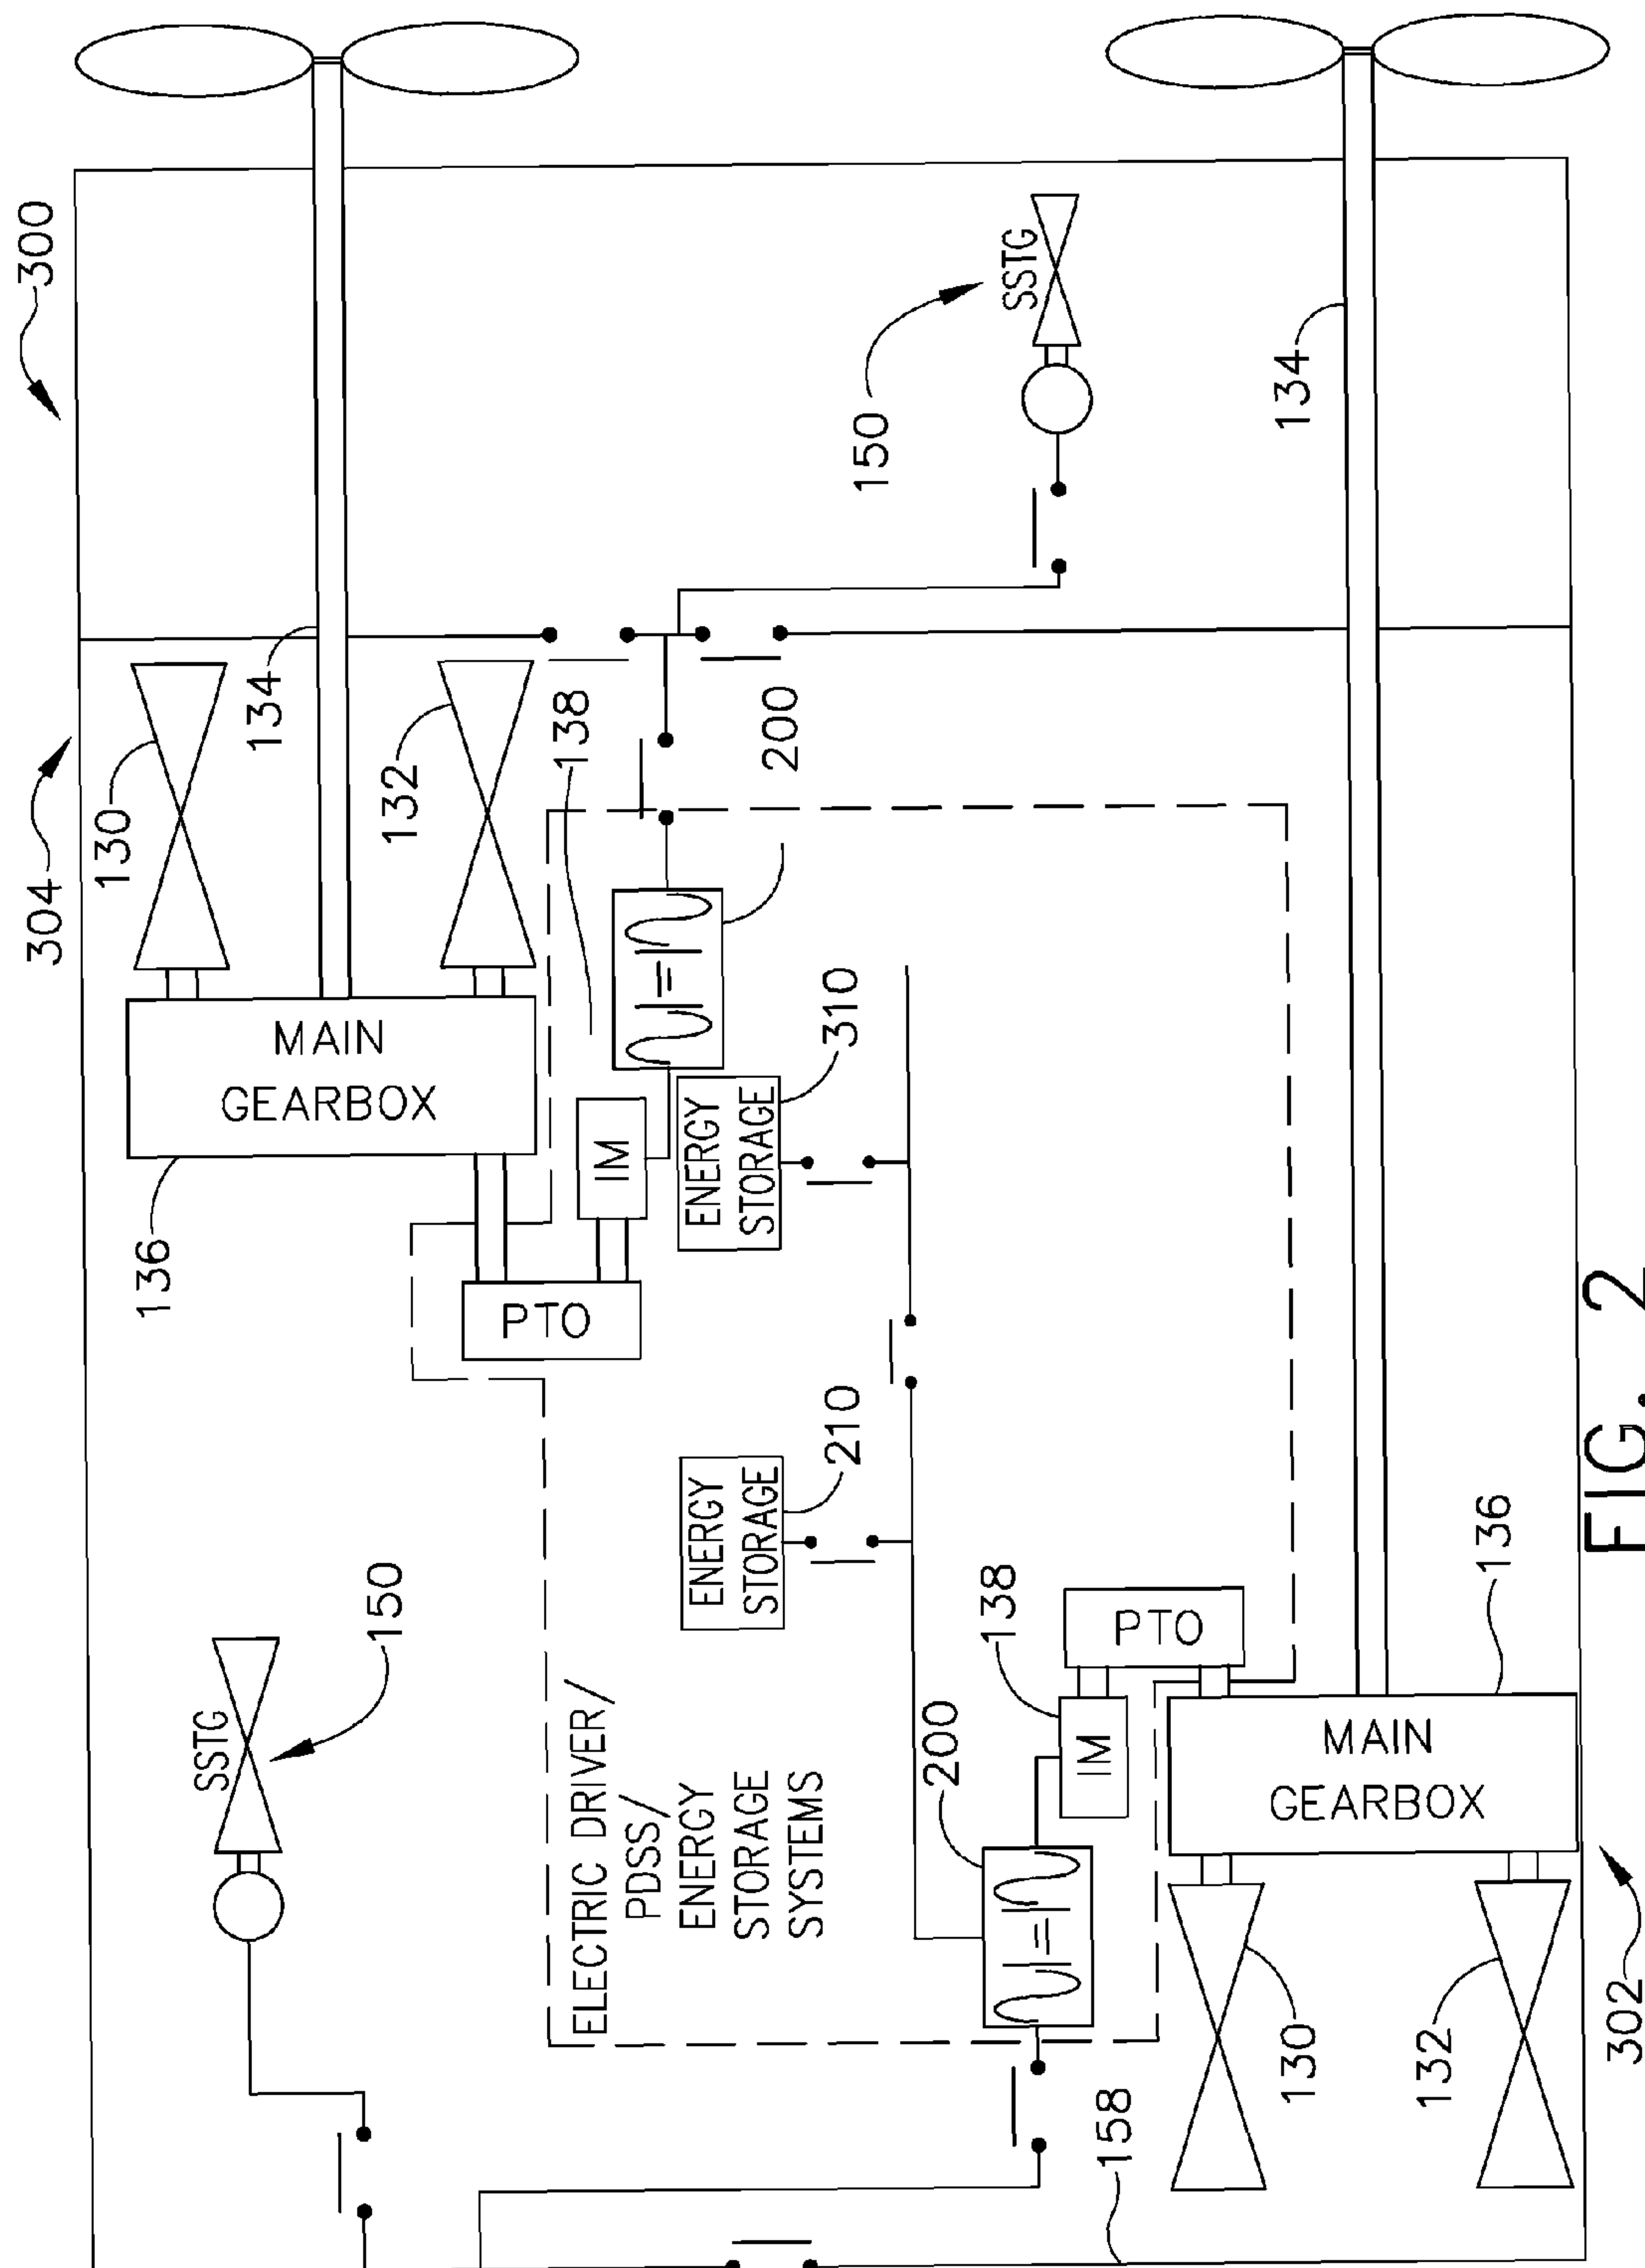 300
304
130
134
132
138
200
SSTG
150
134
MAIN
GEARBOX
136
IM
PTO
ENERGY
STORAGE
310
ENERGY
STORAGE
210
SSTG
150
ELECTRIC DRIVER/
PDSS/
ENERGY
STORAGE
SYSTEMS
200
138
IM
PTO
MAIN
GEARBOX
136
130
132
302
158
FIG. 2